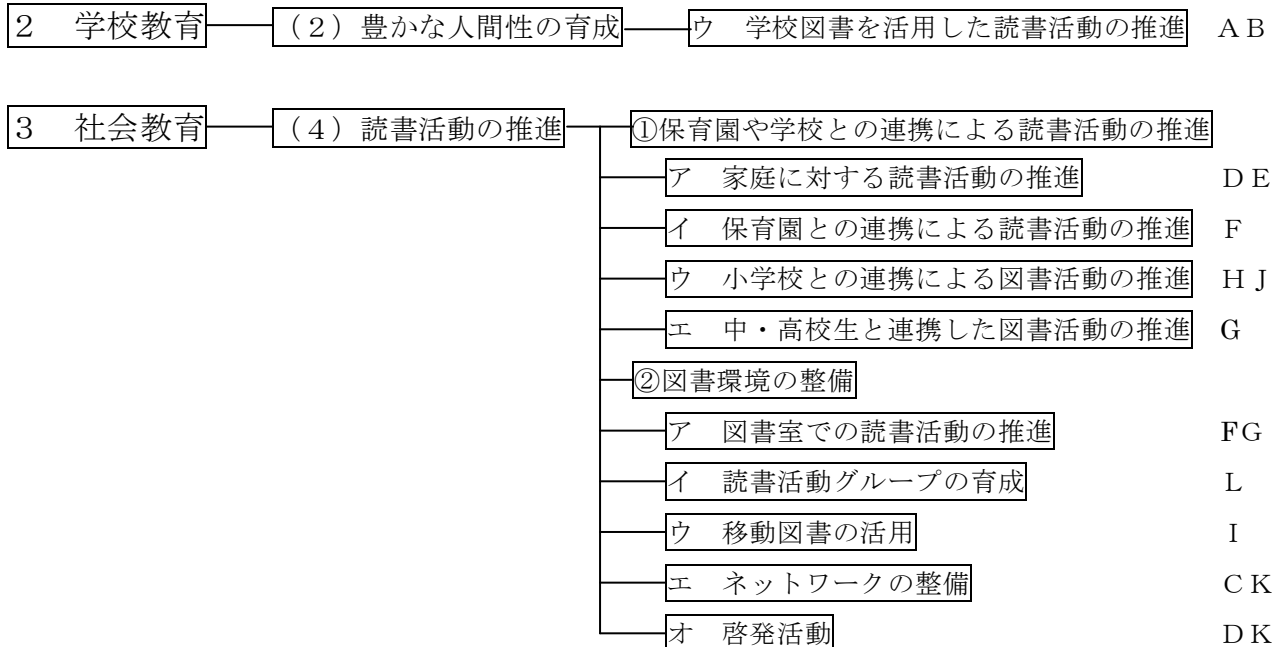 ２　学校教育 （２）豊かな人間性の育成 ウ　学校図書を活用した読書活動の推進 ＡＢ
３　社会教育 （４）読書活動の推進 ①保育園や学校との連携による読書活動の推進
ア　家庭に対する読書活動の推進 ＤＥ
イ　保育園との連携による読書活動の推進 Ｆ
ウ　小学校との連携による図書活動の推進 ＨＪ
エ　中・高校生と連携した図書活動の推進 Ｇ
②図書環境の整備
ア　図書室での読書活動の推進 ＦＧ
イ　読書活動グループの育成 Ｌ
ウ　移動図書の活用 Ｉ
エ　ネットワークの整備 ＣＫ
オ　啓発活動 ＤＫ